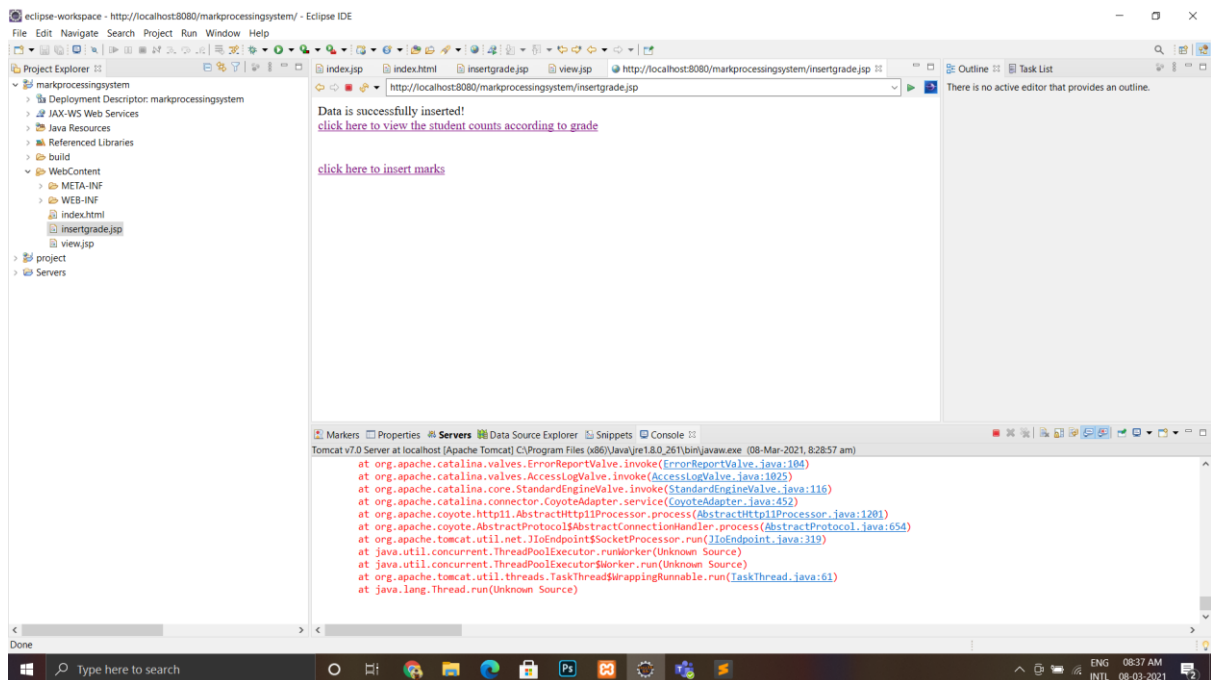 eclipse-workspace - http://localhost:8080/markprocessingsystem/ - Eclipse IDE
File Edit Navigate Search Project Run Window Help
Project Explorer
index.jsp index.html insertgrade.jsp view.jsp http://localhost:8080/markprocessingsystem/insertgrade.jsp
Outline Task List
markprocessingsystem
Deployment Descriptor: markprocessingsystem
JAX-WS Web Services
Java Resources
Referenced Libraries
build
WebContent
META-INF
WEB-INF
index.html
insertgrade.jsp
view.jsp
project
Servers
http://localhost:8080/markprocessingsystem/insertgrade.jsp
Data is successfully inserted!
click here to view the student counts according to grade
click here to insert marks
There is no active editor that provides an outline.
Markers Properties Servers Data Source Explorer Snippets Console
Tomcat v7.0 Server at localhost [Apache Tomcat] C:\Program Files (x86)\Java\jre1.8.0_261\bin\javaw.exe (08-Mar-2021, 8:28:57 am)
at org.apache.catalina.valves.ErrorReportValve.invoke(ErrorReportValve.java:104)
at org.apache.catalina.valves.AccessLogValve.invoke(AccessLogValve.java:1025)
at org.apache.catalina.core.StandardEngineValve.invoke(StandardEngineValve.java:116)
at org.apache.catalina.connector.CoyoteAdapter.service(CoyoteAdapter.java:452)
at org.apache.coyote.http11.AbstractHttp11Processor.process(AbstractHttp11Processor.java:1201)
at org.apache.coyote.AbstractProtocol$AbstractConnectionHandler.process(AbstractProtocol.java:654)
at org.apache.tomcat.util.net.JIoEndpoint$SocketProcessor.run(JIoEndpoint.java:319)
at java.util.concurrent.ThreadPoolExecutor.runWorker(Unknown Source)
at java.util.concurrent.ThreadPoolExecutor$Worker.run(Unknown Source)
at org.apache.tomcat.util.threads.TaskThread$WrappingRunnable.run(TaskThread.java:61)
at java.lang.Thread.run(Unknown Source)
Done
Type here to search
Ps
ENG 08:37 AM
INTL 08-03-2021